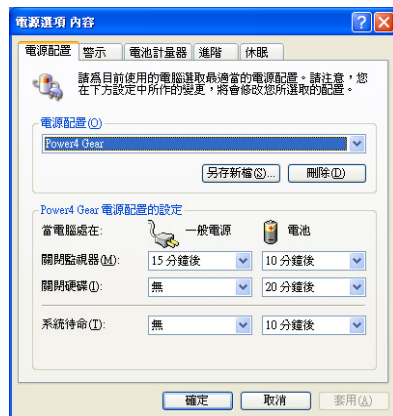 電源選項 內容
電源配置 警示 電池計量器 進階 休眠
請為目前使用的電腦選取最適當的電源配置。請注意，您
在下方設定中所作的變更，將會修改您所選取的配置。
電源配置(O)
Power4 Gear
另存新檔(S)... 刪除(D)
Power4 Gear 電源配置的設定
當電腦處在: 一般電源 電池
關閉監視器(M): 15 分鐘後 10 分鐘後
關閉硬碟(I): 無 20 分鐘後
系統待命(T): 無 10 分鐘後
確定 取消 套用(A)